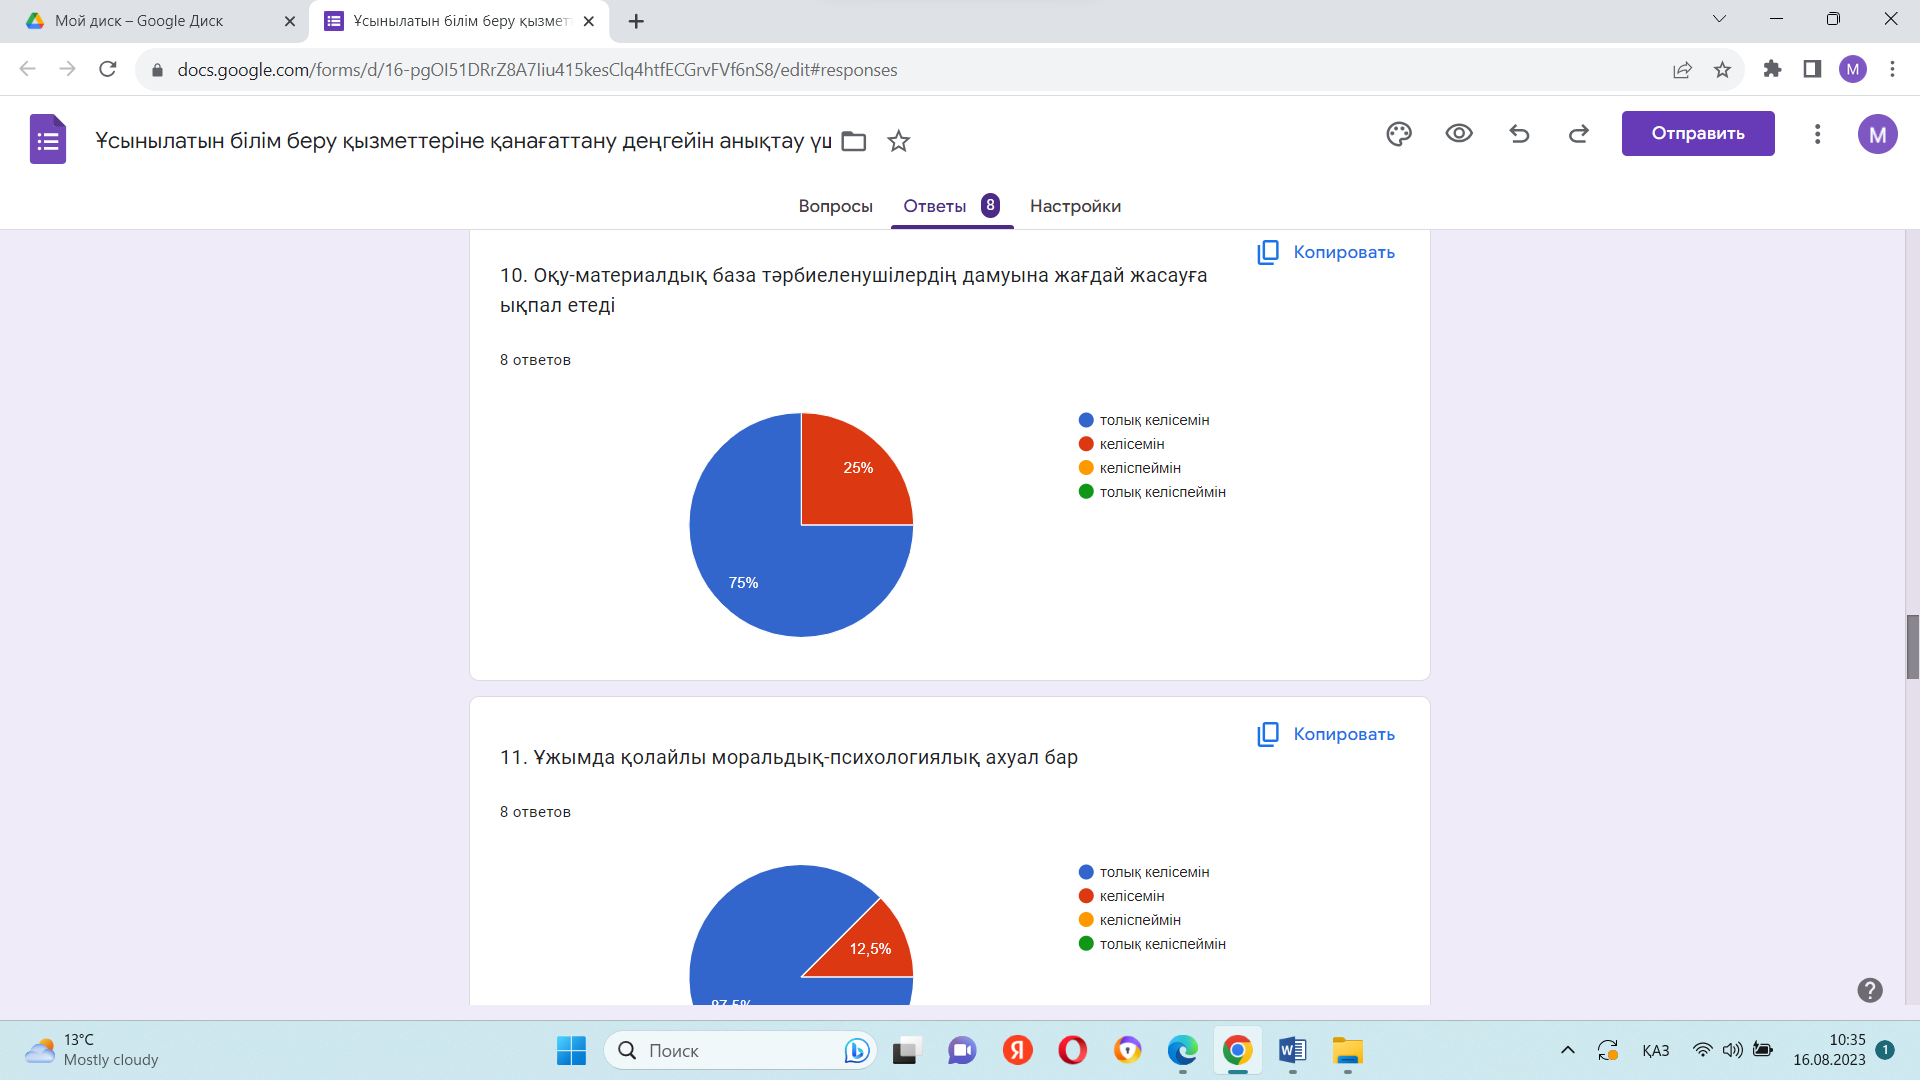 Мой диск – Google Диск
Ұсынылатын білім беру қызмет
docs.google.com/forms/d/16-pgOI51DRrZ8A7Iiu415kesClq4htfECGrvFVf6nS8/edit#responses
M
Ұсынылатын білім беру қызметтеріне қанағаттану деңгейін анықтау үш
Отправить
M
Вопросы
Ответы 8
Настройки
Копировать
10. Оқу-материалдық база тәрбиеленушілердің дамуына жағдай жасауға
ықпал етеді
8 ответов
толық келісемін
келісемін
келіспеймін
толық келіспеймін
25%
75%
Копировать
11. Ұжымда қолайлы моральдық-психологиялық ахуал бар
8 ответов
толық келісемін
келісемін
келіспеймін
толық келіспеймін
12,5%
87,5%
13°C
Mostly cloudy
Поиск
ҚАЗ
10:35
16.08.2023
1